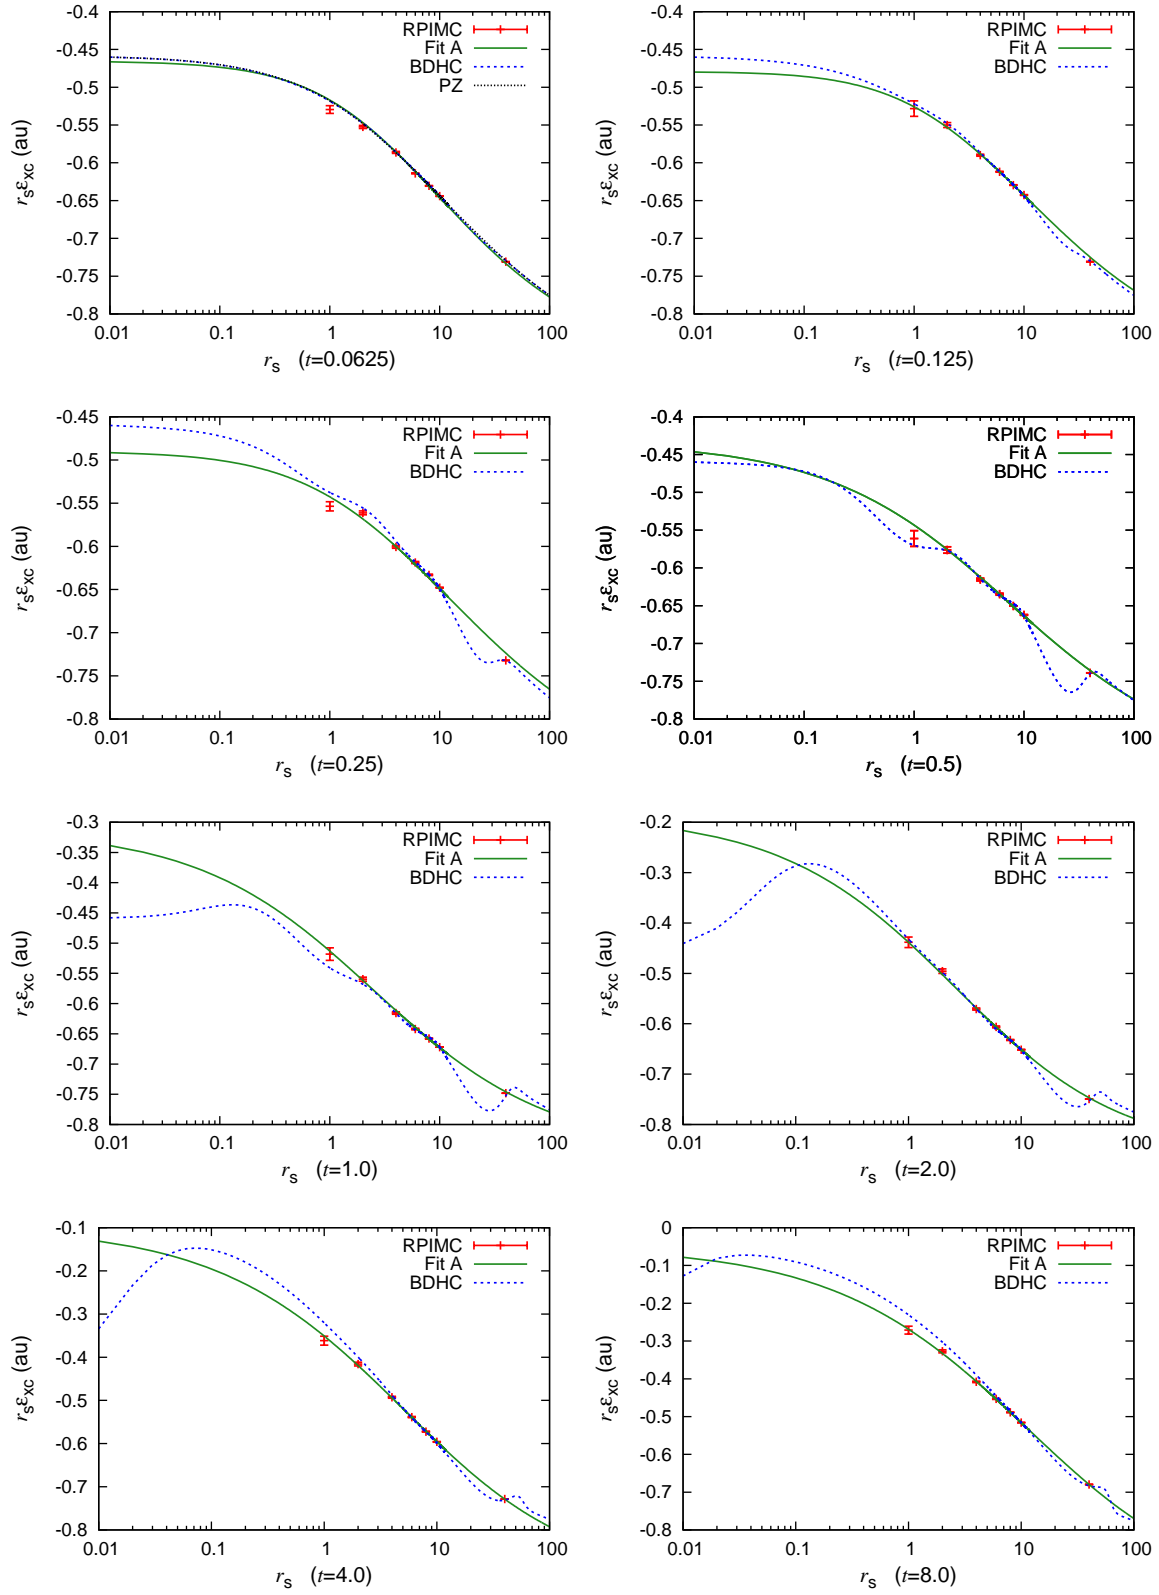 -0.4
-0.45
-0.5
-0.55
-0.6
-0.65
-0.7
-0.75
-0.8
0.01 0.1 1 10 100
rsεxc (au)
rs (t=0.0625)
RPIMC
Fit A
BDHC
PZ
-0.4
-0.45
-0.5
-0.55
-0.6
-0.65
-0.7
-0.75
-0.8
0.01 0.1 1 10 100
rsεxc (au)
rs (t=0.125)
RPIMC
Fit A
BDHC
-0.45
-0.5
-0.55
-0.6
-0.65
-0.7
-0.75
-0.8
0.01 0.1 1 10 100
rsεxc (au)
rs (t=0.25)
RPIMC
Fit A
BDHC
-0.4
-0.45
-0.5
-0.55
-0.6
-0.65
-0.7
-0.75
-0.8
0.01 0.1 1 10 100
rsεxc (au)
rs (t=0.5)
RPIMC
Fit A
BDHC
-0.3
-0.35
-0.4
-0.45
-0.5
-0.55
-0.6
-0.65
-0.7
-0.75
-0.8
0.01 0.1 1 10 100
rsεxc (au)
rs (t=1.0)
RPIMC
Fit A
BDHC
-0.2
-0.3
-0.4
-0.5
-0.6
-0.7
-0.8
0.01 0.1 1 10 100
rsεxc (au)
rs (t=2.0)
RPIMC
Fit A
BDHC
-0.1
-0.2
-0.3
-0.4
-0.5
-0.6
-0.7
-0.8
0.01 0.1 1 10 100
rsεxc (au)
rs (t=4.0)
RPIMC
Fit A
BDHC
0
-0.1
-0.2
-0.3
-0.4
-0.5
-0.6
-0.7
-0.8
0.01 0.1 1 10 100
rsεxc (au)
rs (t=8.0)
RPIMC
Fit A
BDHC